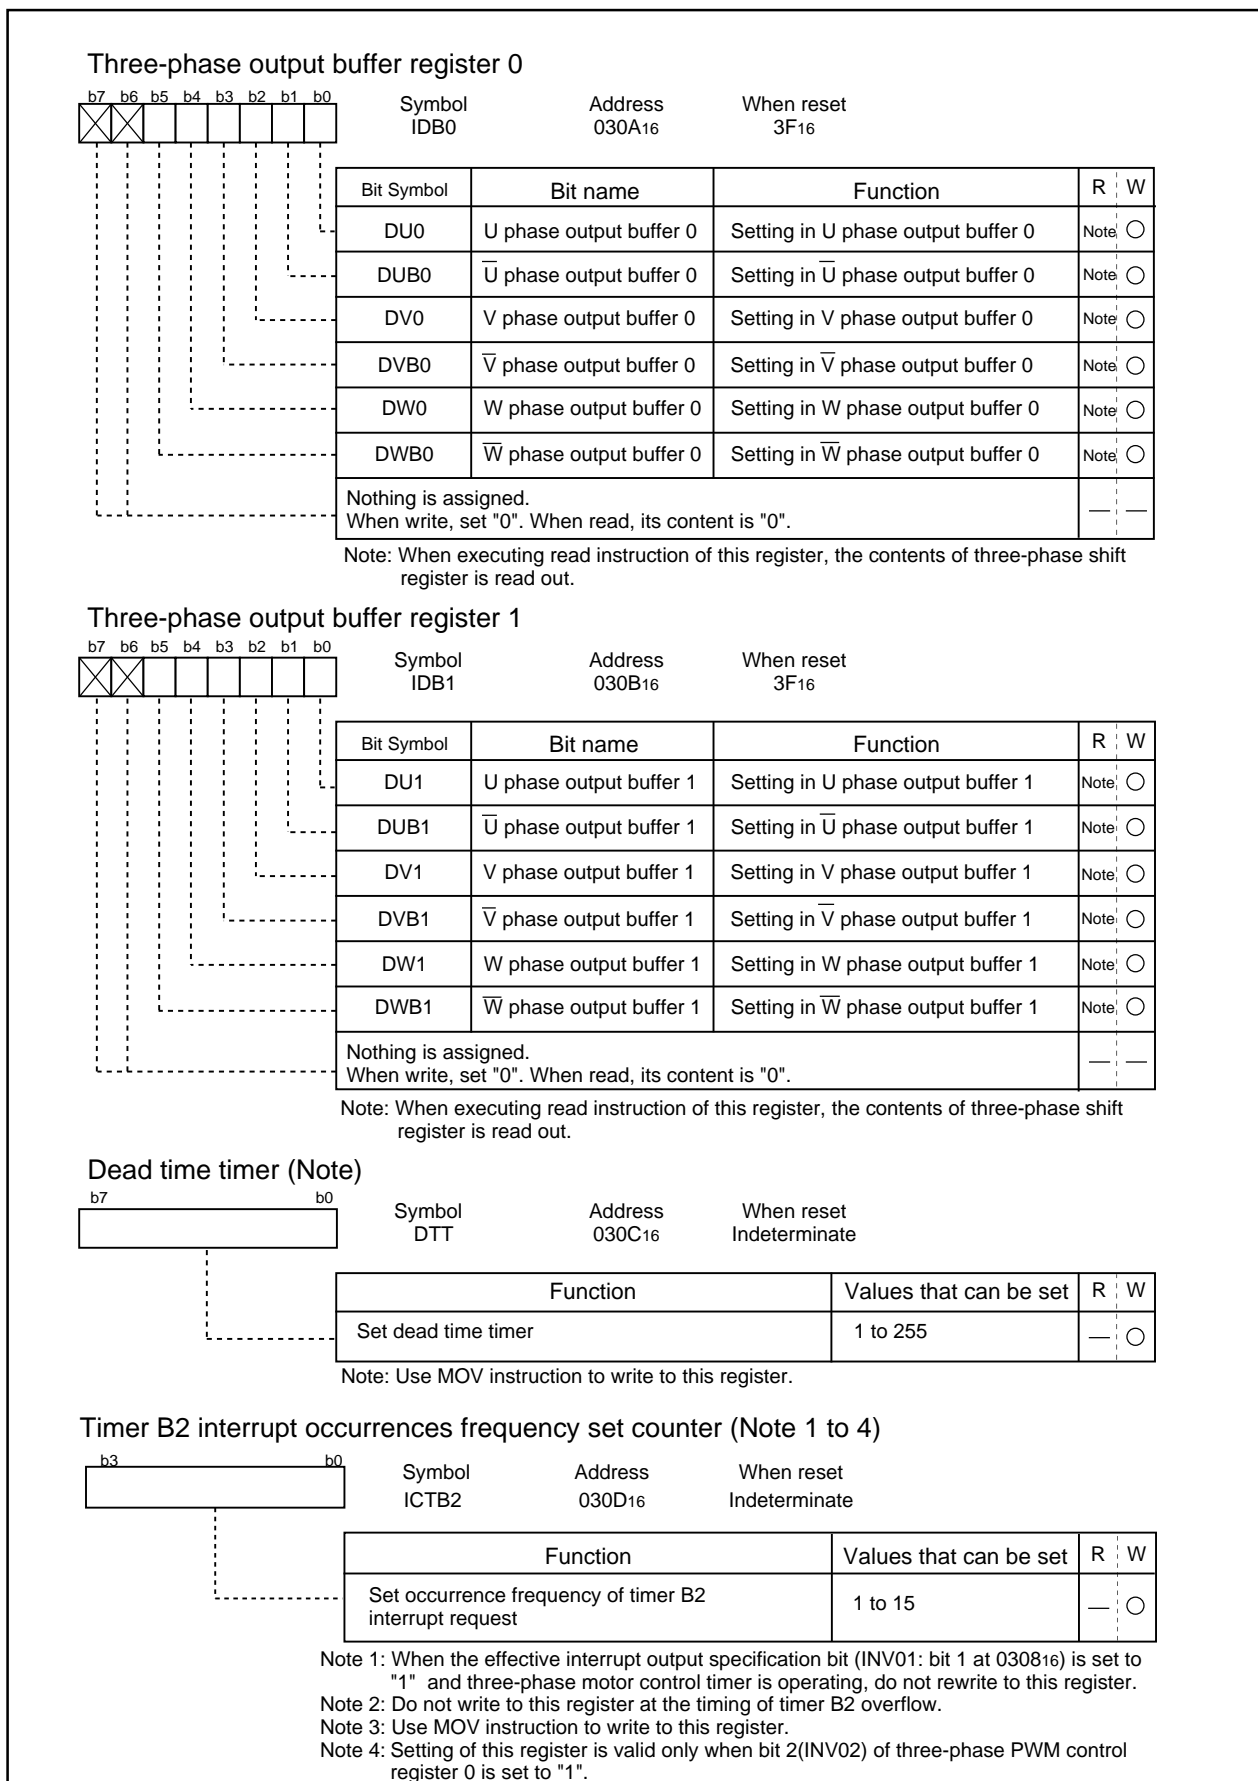 Three-phase output buffer register 0
b7 b6 b5 b4 b3 b2 b1 b0
Symbol Address When reset
IDB0 030A16 3F16
Bit Symbol Bit name Function R W
DU0 U phase output buffer 0 Setting in U phase output buffer 0 Note ○
DUB0 U̅ phase output buffer 0 Setting in U̅ phase output buffer 0 Note ○
DV0 V phase output buffer 0 Setting in V phase output buffer 0 Note ○
DVB0 V̅ phase output buffer 0 Setting in V̅ phase output buffer 0 Note ○
DW0 W phase output buffer 0 Setting in W phase output buffer 0 Note ○
DWB0 W̅ phase output buffer 0 Setting in W̅ phase output buffer 0 Note ○
Nothing is assigned.
When write, set "0". When read, its content is "0". — —
Note: When executing read instruction of this register, the contents of three-phase shift
register is read out.
Three-phase output buffer register 1
b7 b6 b5 b4 b3 b2 b1 b0
Symbol Address When reset
IDB1 030B16 3F16
Bit Symbol Bit name Function R W
DU1 U phase output buffer 1 Setting in U phase output buffer 1 Note ○
DUB1 U̅ phase output buffer 1 Setting in U̅ phase output buffer 1 Note ○
DV1 V phase output buffer 1 Setting in V phase output buffer 1 Note ○
DVB1 V̅ phase output buffer 1 Setting in V̅ phase output buffer 1 Note ○
DW1 W phase output buffer 1 Setting in W phase output buffer 1 Note ○
DWB1 W̅ phase output buffer 1 Setting in W̅ phase output buffer 1 Note ○
Nothing is assigned.
When write, set "0". When read, its content is "0". — —
Note: When executing read instruction of this register, the contents of three-phase shift
register is read out.
Dead time timer (Note)
b7 b0
Symbol Address When reset
DTT 030C16 Indeterminate
Function Values that can be set R W
Set dead time timer 1 to 255 — ○
Note: Use MOV instruction to write to this register.
Timer B2 interrupt occurrences frequency set counter (Note 1 to 4)
b3 b0
Symbol Address When reset
ICTB2 030D16 Indeterminate
Function Values that can be set R W
Set occurrence frequency of timer B2
interrupt request 1 to 15 — ○
Note 1: When the effective interrupt output specification bit (INV01: bit 1 at 030816) is set to
"1" and three-phase motor control timer is operating, do not rewrite to this register.
Note 2: Do not write to this register at the timing of timer B2 overflow.
Note 3: Use MOV instruction to write to this register.
Note 4: Setting of this register is valid only when bit 2(INV02) of three-phase PWM control
register 0 is set to "1".